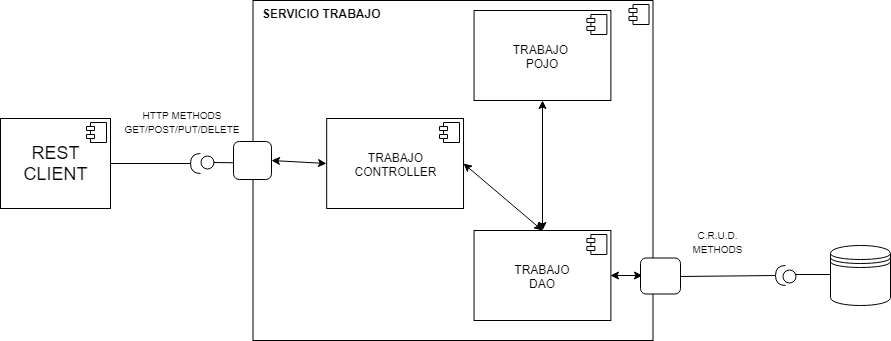 SERVICIO TRABAJO
TRABAJO
POJO
HTTP METHODS
GET/POST/PUT/DELETE
REST
CLIENT
TRABAJO
CONTROLLER
C.R.U.D.
METHODS
TRABAJO
DAO